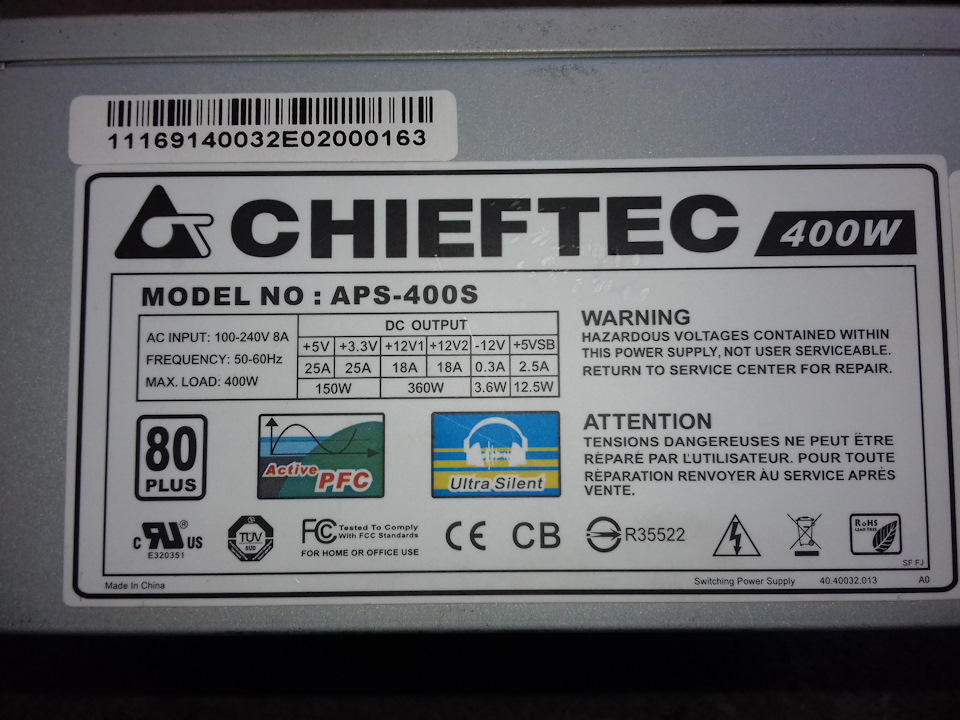 11169140032E02000163
CHIEFTEC 400W
MODEL NO : APS-400S
AC INPUT: 100-240V 8A
FREQUENCY: 50-60Hz
MAX. LOAD: 400W
DC OUTPUT
+5V +3.3V +12V1 +12V2 -12V +5VSB
25A 25A 18A 18A 0.3A 2.5A
150W 360W 3.6W 12.5W
WARNING
HAZARDOUS VOLTAGES CONTAINED WITHIN
THIS POWER SUPPLY, NOT USER SERVICEABLE.
RETURN TO SERVICE CENTER FOR REPAIR.
80
PLUS
Active
PFC
Ultra Silent
ATTENTION
TENSIONS DANGEREUSES NE PEUT ËTRE
RÉPARÉ PAR L'UTILISATEUR. POUR TOUTE
RÉPARATION RENVOYER ÀU SERVICE APRÈS
VENTE.
c RU ® US
E320351
TÜV
SÜD
FC Tested To Comply
With FCC Standards
FOR HOME OR OFFICE USE
CE
CB
R35522
RoHS
LEAD FREE
SF FJ
Made In China
Switching Power Supply 40.40032.013 A0